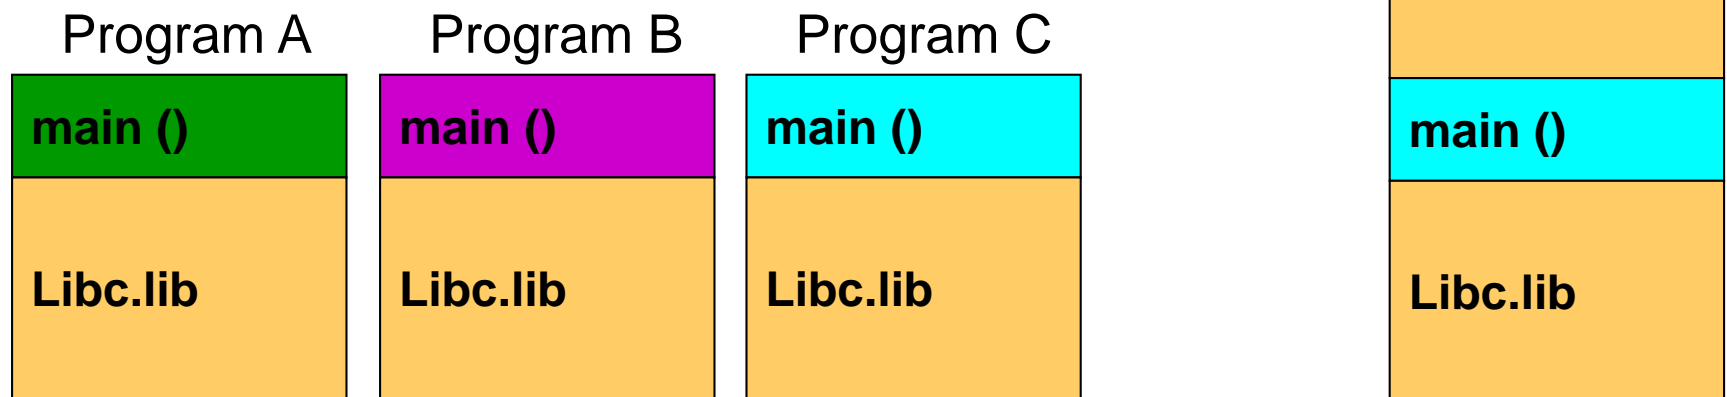 Program A Program B Program C
main () main () main () main ()
Libc.lib Libc.lib Libc.lib Libc.lib